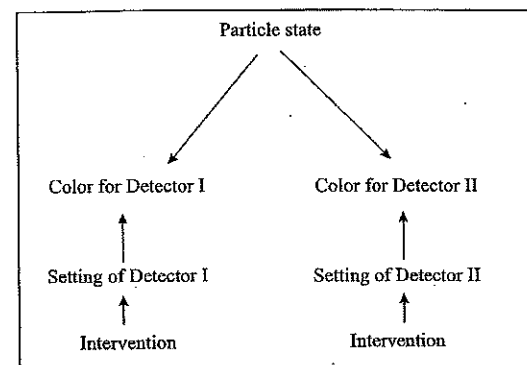 Particle state
Color for Detector I
Color for Detector II
Setting of Detector I
Setting of Detector II
Intervention
Intervention